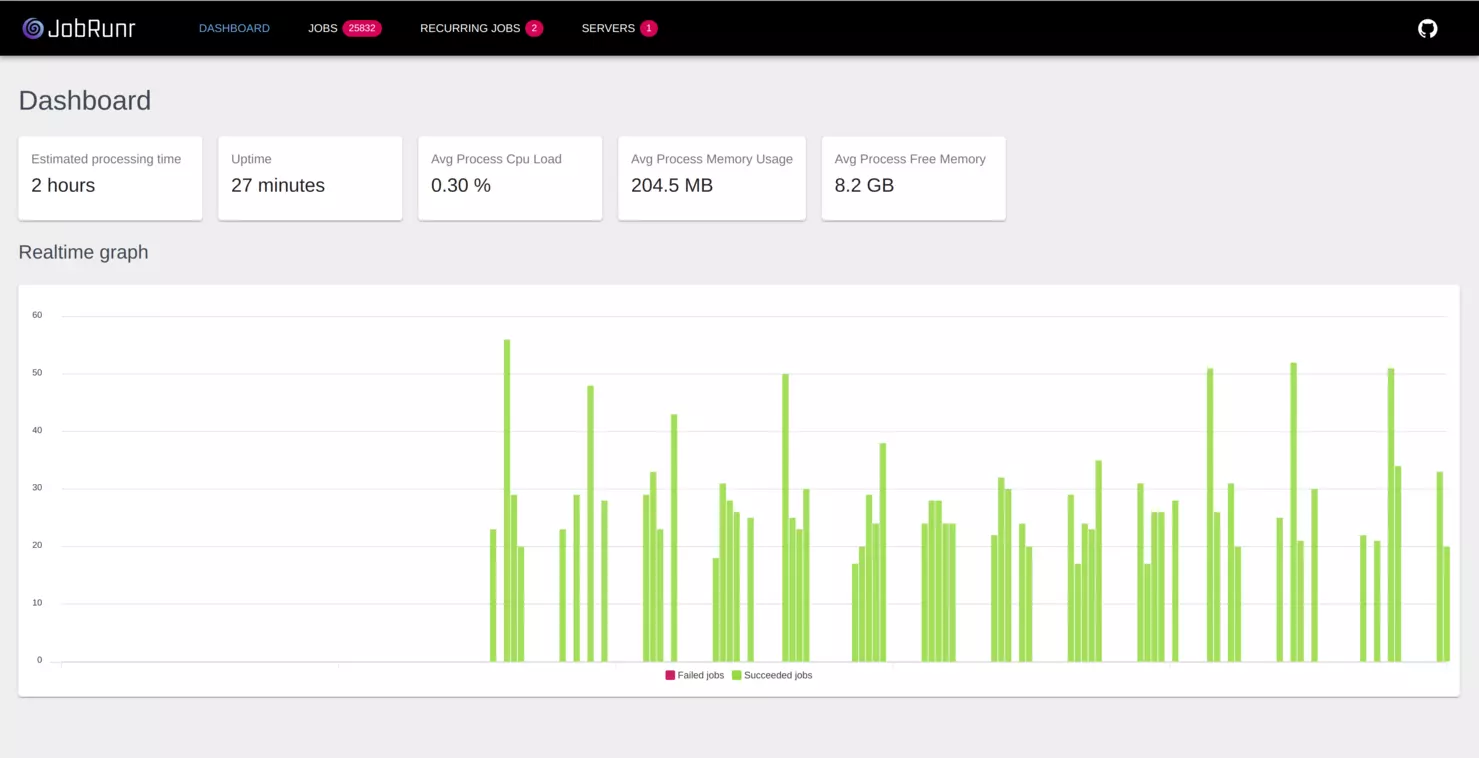 JobRunr DASHBOARD JOBS 25832 RECURRING JOBS 2 SERVERS 1
Dashboard
Estimated processing time
2 hours
Uptime
27 minutes
Avg Process Cpu Load
0.30 %
Avg Process Memory Usage
204.5 MB
Avg Process Free Memory
8.2 GB
Realtime graph
60
50
40
30
20
10
0
Failed jobs Succeeded jobs